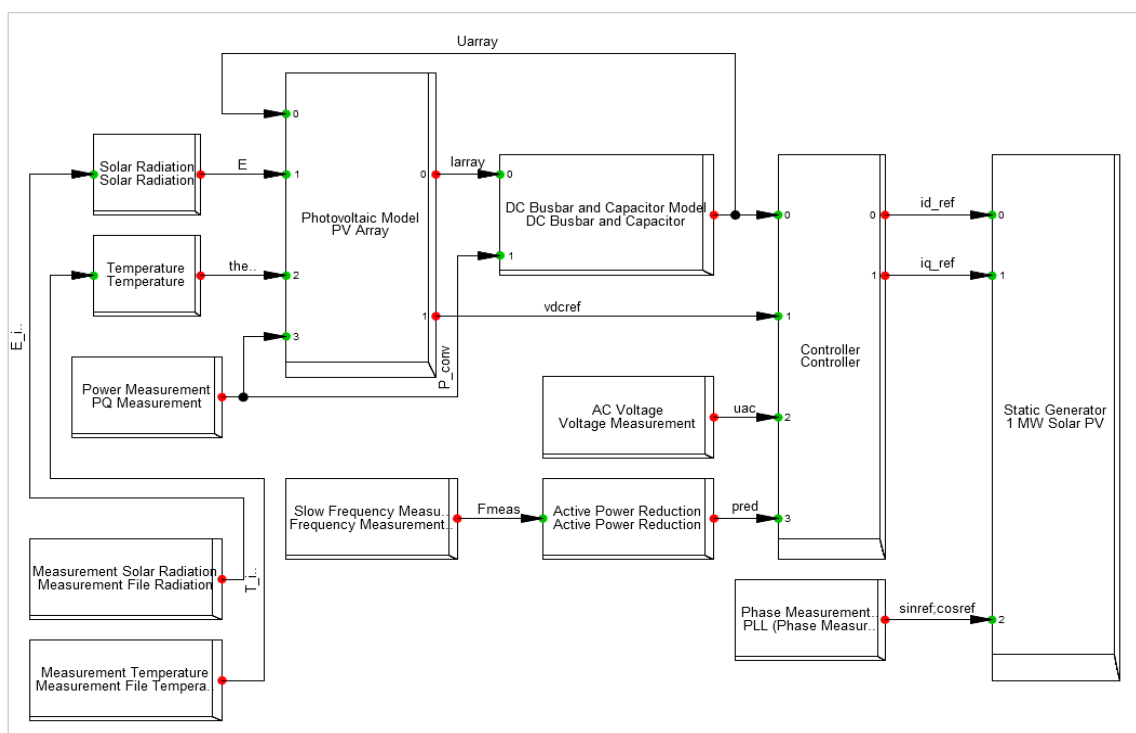 Uarray
0
Solar Radiation
Solar Radiation
E
1
0
Iarray
0
Photovoltaic Model
PV Array
DC Busbar and Capacitor Model
DC Busbar and Capacitor
0
0
id_ref
0
Temperature
Temperature
the..
2
1
1
iq_ref
1
E_i..
3
1
vdcref
1
P_conv
Controller
Controller
Power Measurement
PQ Measurement
AC Voltage
Voltage Measurement
uac
2
Static Generator
1 MW Solar PV
Slow Frequency Measu..
Frequency Measurement..
Fmeas
Active Power Reduction
Active Power Reduction
pred
3
Measurement Solar Radiation
Measurement File Radiation
T_i..
Phase Measurement..
PLL (Phase Measur..
sinref;cosref
2
Measurement Temperature
Measurement File Tempera..